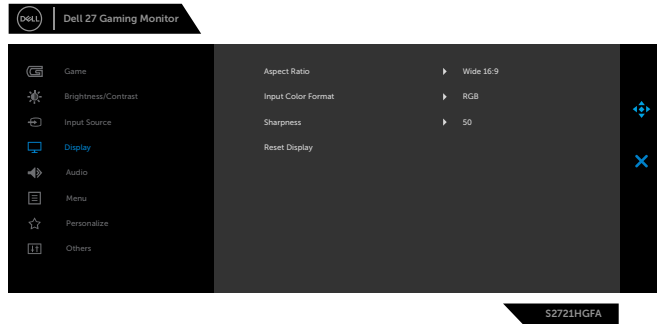 DELL Dell 27 Gaming Monitor
Game
Brightness/Contrast
Input Source
Display
Audio
Menu
Personalize
Others
Aspect Ratio Wide 16:9
Input Color Format RGB
Sharpness 50
Reset Display
S2721HGFA